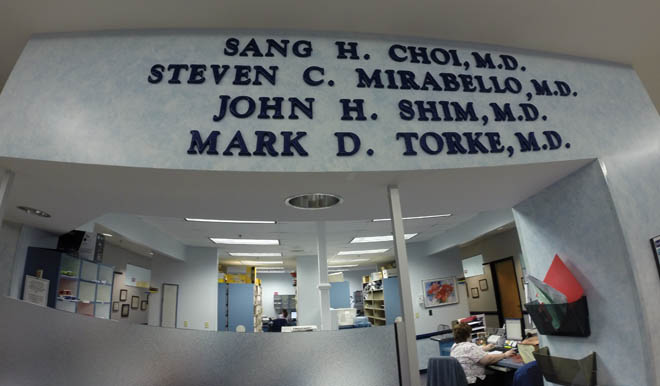 SANG H. CHOI, M.D.
STEVEN C. MIRABELLO, M.D.
JOHN H. SHIM, M.D.
MARK D. TORKE, M.D.